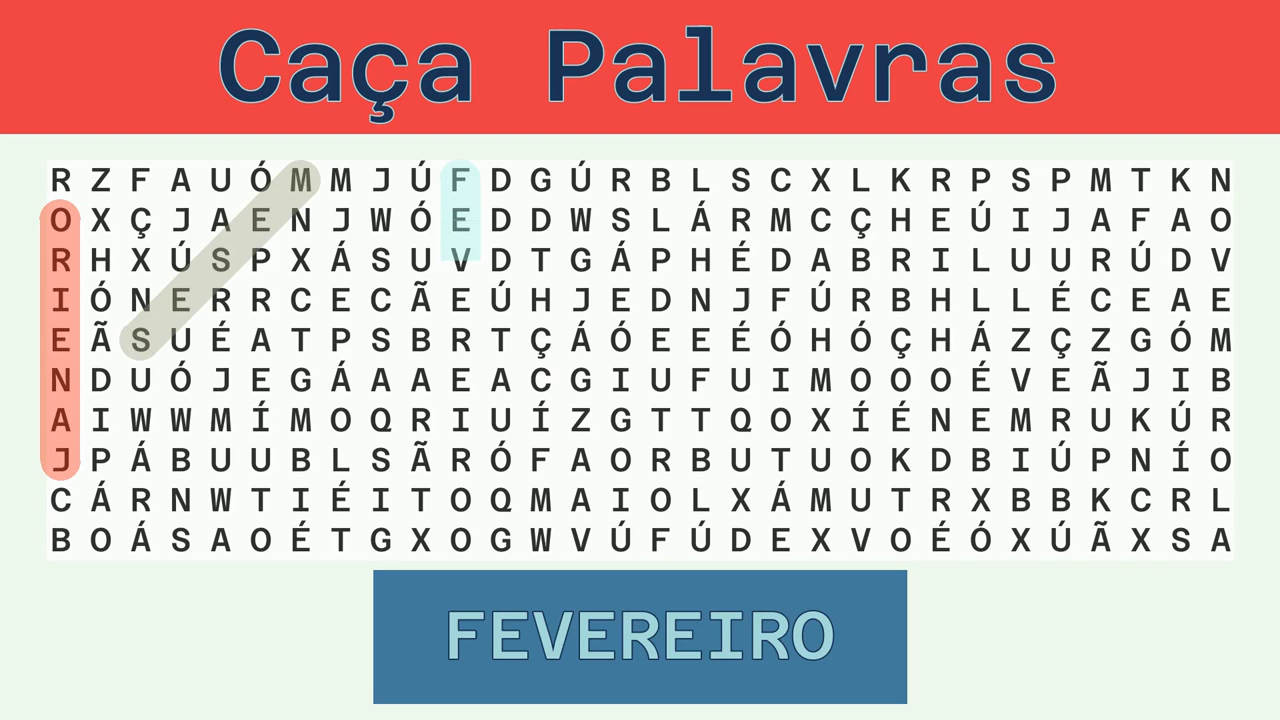 Caça Palavras
R Z F A U Ó M M J Ú F D G Ú R B L S C X L K R P S P M T K N
O X Ç J A E N J W Ó E D D W S L Á R M C Ç H E Ú I J A F A O
R H X Ú S P X Á S U V D T G Á P H É D A B R I L U U R Ú D V
I Ó N E R R C E C Ã E Ú H J E D N J F Ú R B H L L É C E A E
E Ã S U É A T P S B R T Ç Á Ó E E É Ó H Ó Ç H Á Z Ç Z G Ó M
N D U Ó J E G Á A A E A C G I U F U I M O O O É V E Ã J I B
A I W W M Í M O Q R I U Í Z G T T Q O X Í É N E M R U K Ú R
J P Á B U U B L S Ã R Ó F A O R B U T U O K D B I Ú P N Í O
C Á R N W T I É I T O Q M A I O L X Á M U T R X B B K C R L
B O Á S A O É T G X O G W V Ú F Ú D E X V O É Ó X Ú Ã X S A
FEVEREIRO